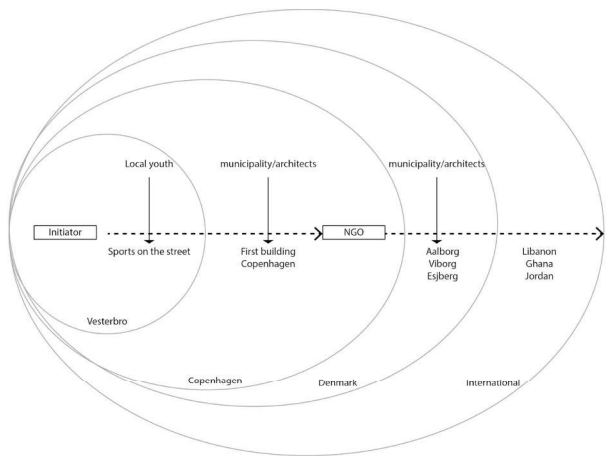 Local youth
municipality/architects
municipality/architects
Initiator
NGO
Sports on the street
First building
Copenhagen
Aalborg
Viborg
Esjberg
Libanon
Ghana
Jordan
Vesterbro
Copenhagen
Denmark
International